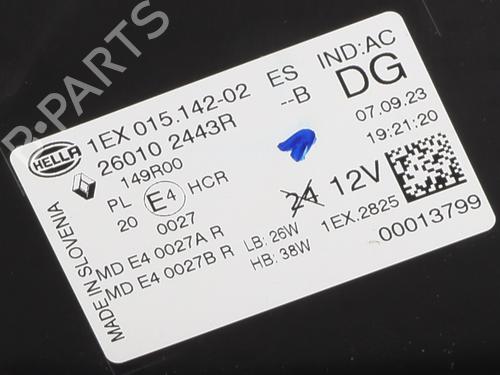 HELLA
1EX 015.142-02
26010 2443R
149R00
ES
--B
IND:AC
DG
07.09.23
19:21:20
PL
20
E4
HCR
0027
MD E4 0027A R
MD E4 0027B R
24 12V
LB: 26W
HB: 38W
1EX.2825
00013799
MADE IN SLOVENIA
R-PARTS